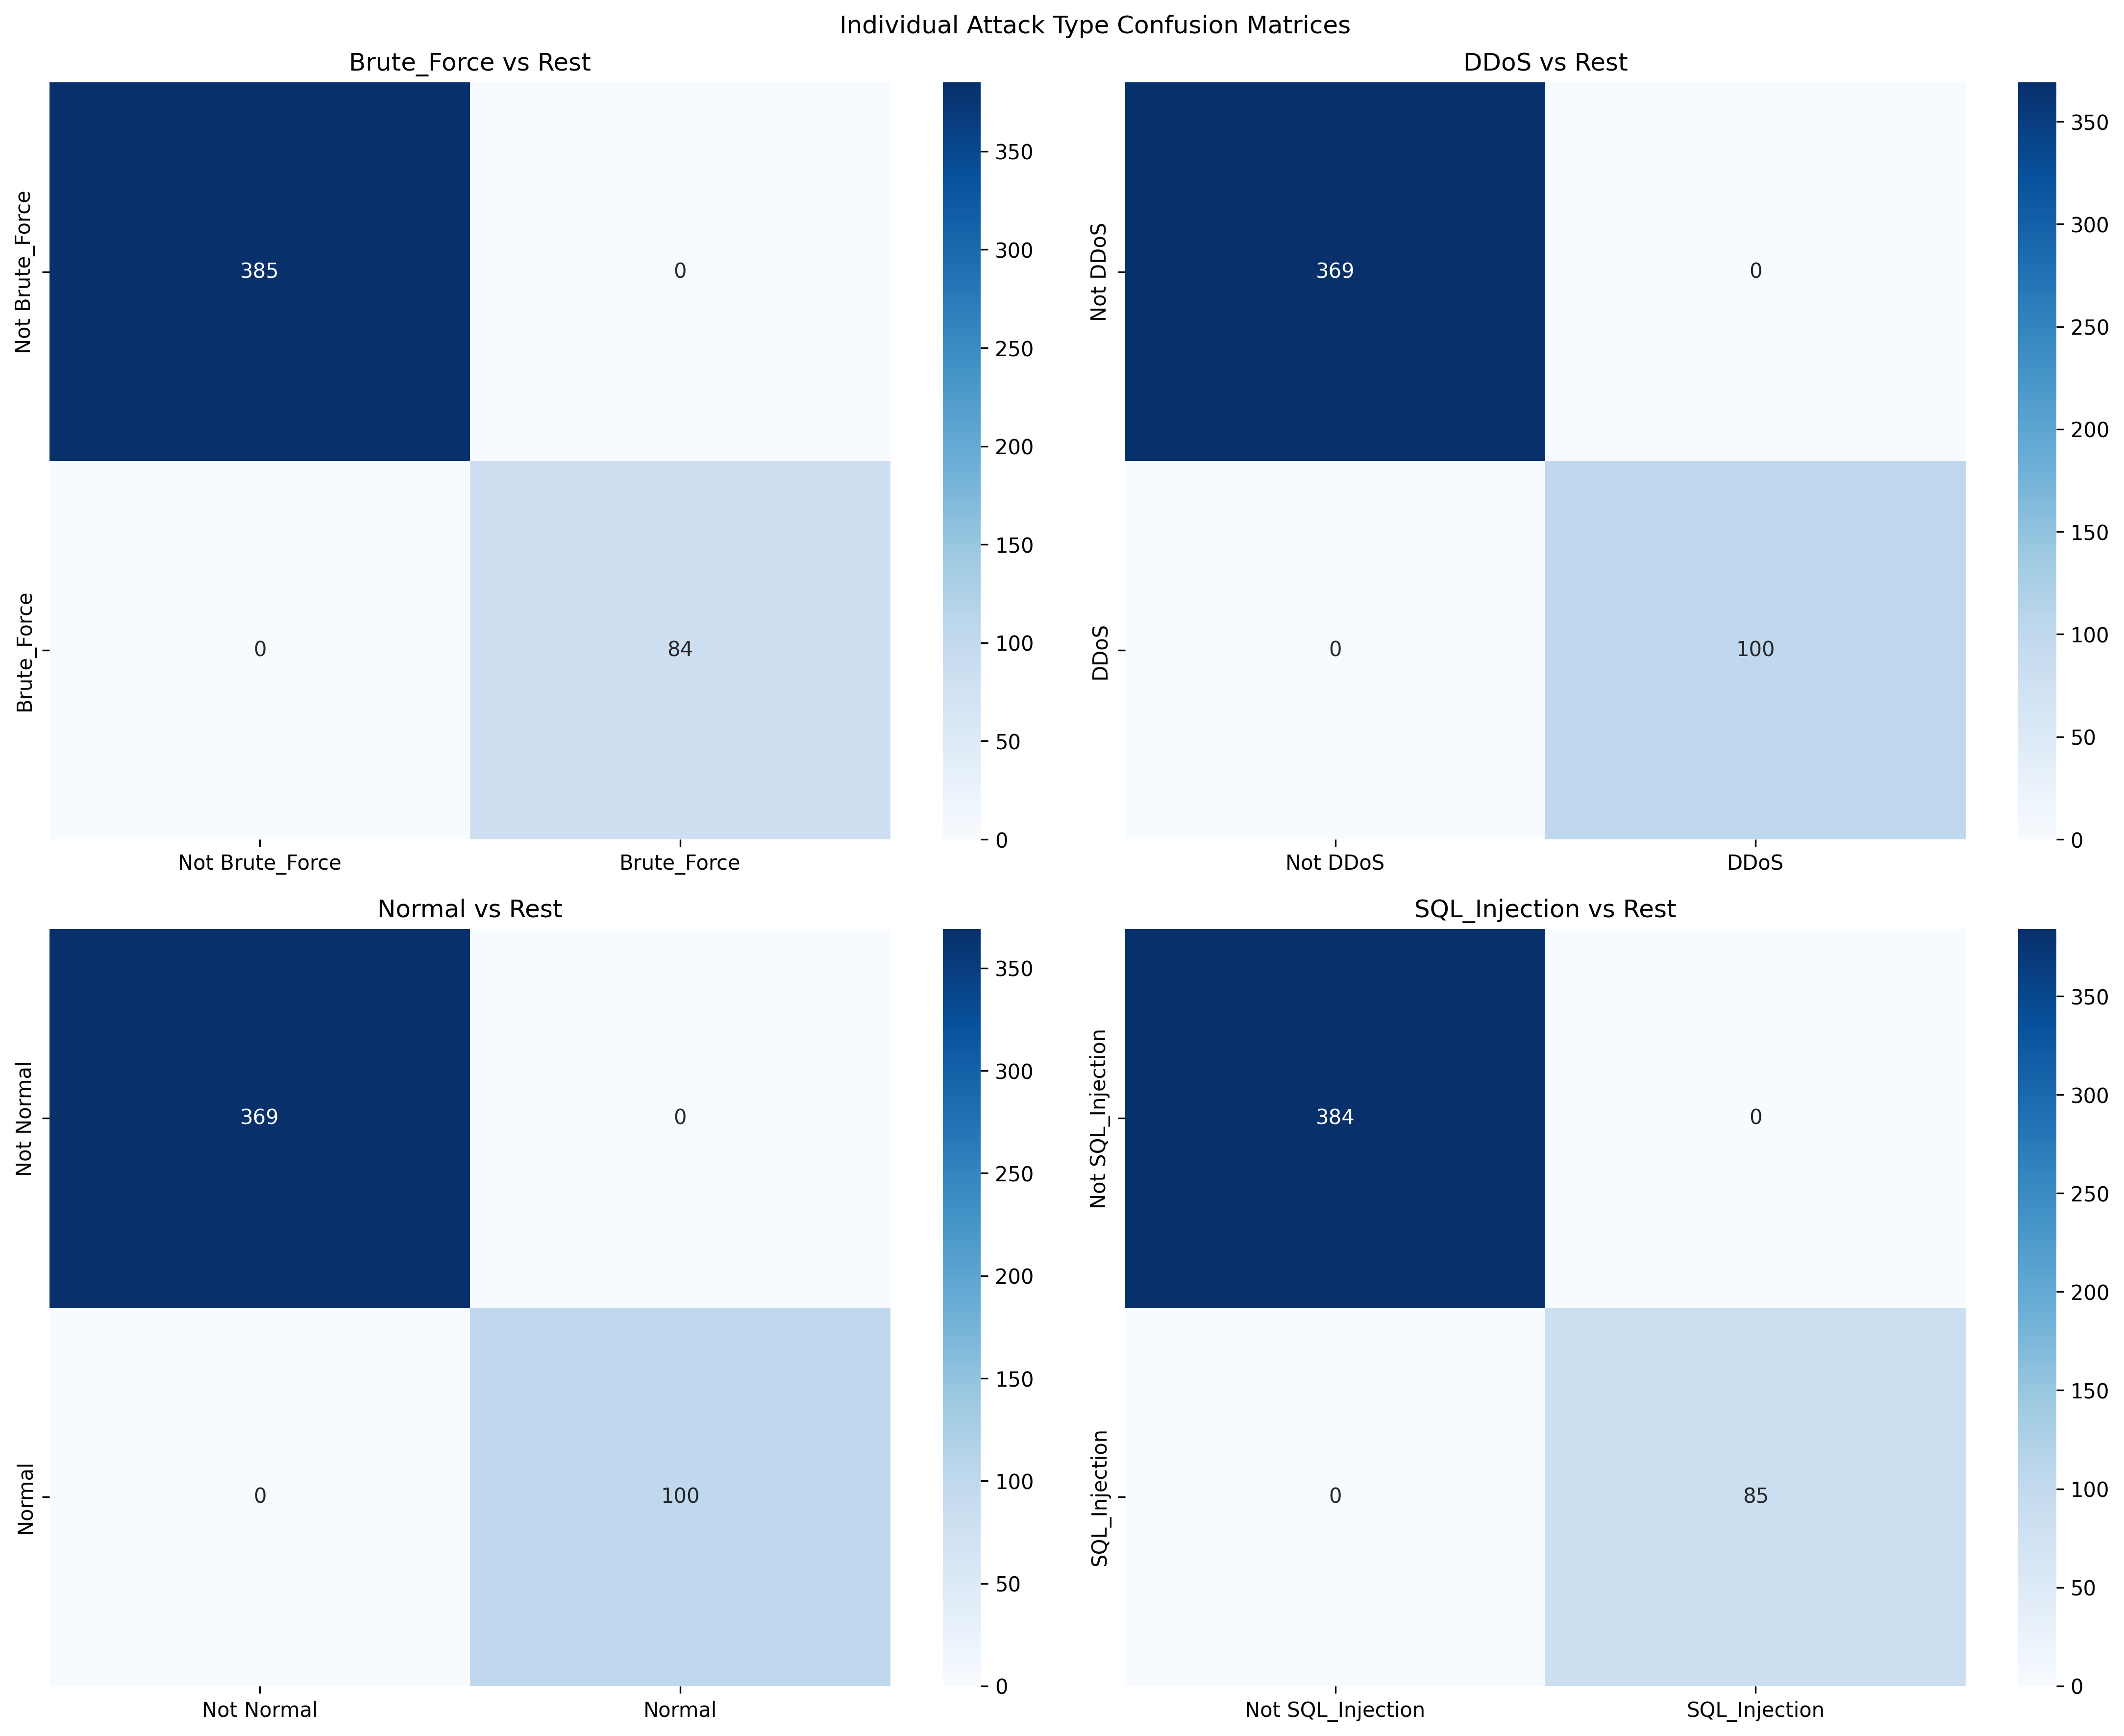 Individual Attack Type Confusion Matrices
Brute_Force vs Rest
Not Brute_Force
Brute_Force
385
0
0
84
Not Brute_Force
Brute_Force
350
300
250
200
150
100
50
0
DDoS vs Rest
Not DDoS
DDoS
369
0
0
100
Not DDoS
DDoS
350
300
250
200
150
100
50
0
Normal vs Rest
Not Normal
Normal
369
0
0
100
Not Normal
Normal
350
300
250
200
150
100
50
0
SQL_Injection vs Rest
Not SQL_Injection
SQL_Injection
384
0
0
85
Not SQL_Injection
SQL_Injection
350
300
250
200
150
100
50
0